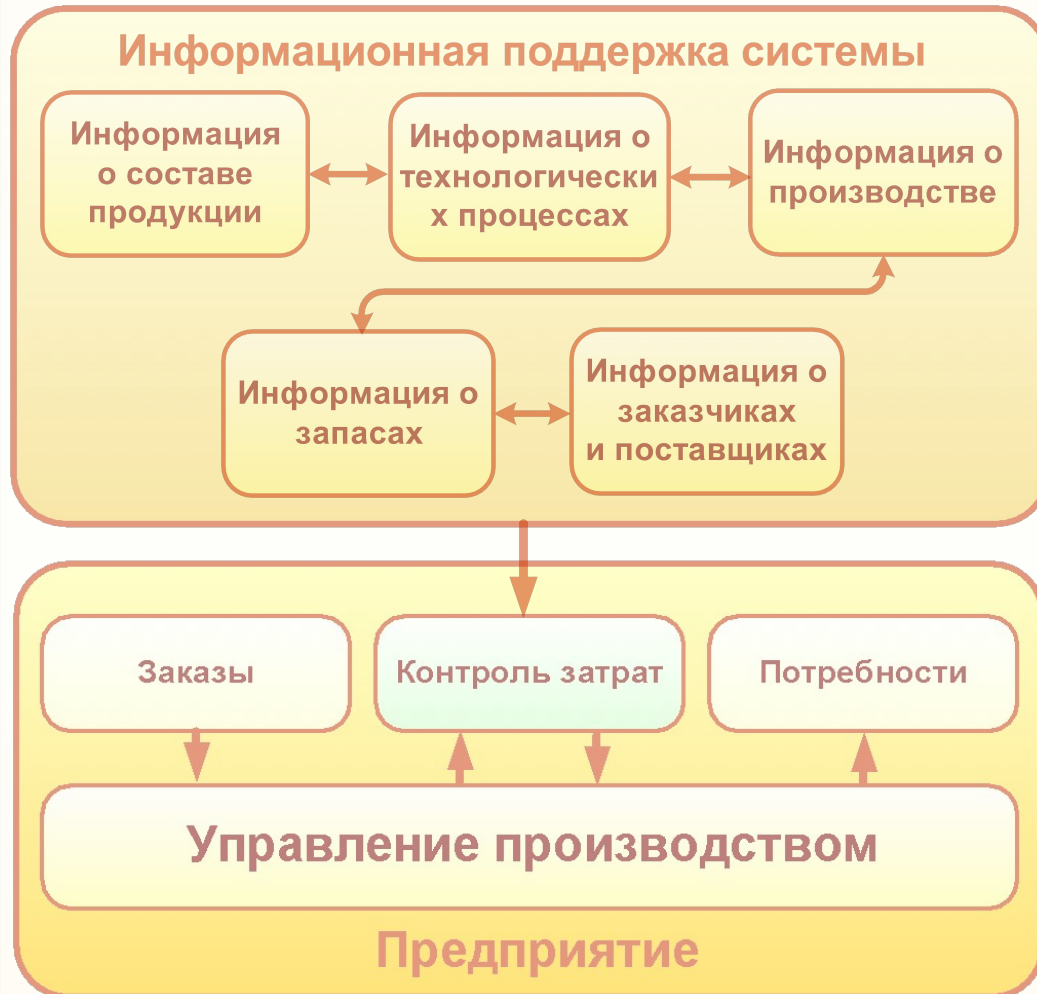 Информационная поддержка системы
Информация
о составе
продукции
Информация о
технологически
х процессах
Информация о
производстве
Информация о
запасах
Информация о
заказчиках
и поставщиках
Заказы
Контроль затрат
Потребности
Управление производством
Предприятие